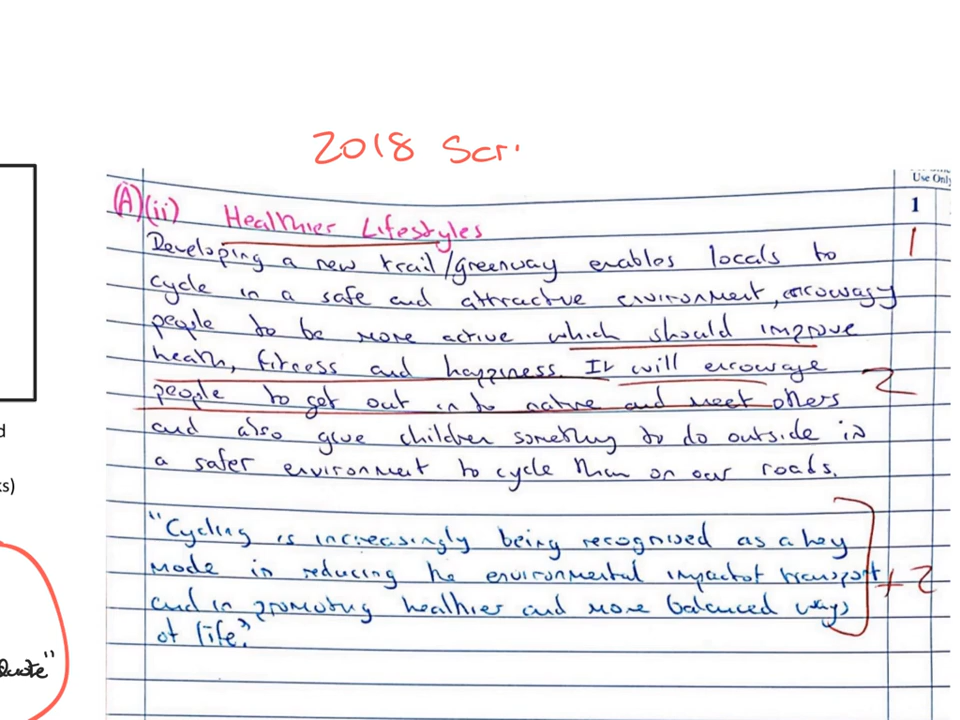 2018 Scri
Use Only
1
(A)(ii) Healthier Lifestyles
1
Developing a new trail/greenway enables locals to
cycle in a safe and attractive environment, encouragy
people to be more active which should improve
health, fitness and happiness. It will encourage
2
people to get out in to nature and meet others
and also give children something to do outside in
a safer environment to cycle than on our roads.
"Cycling is increasingly being recognised as a key
mode in reducing the environmental impact of transport
+2
and in promoting healthier and more balanced ways
of life."
d
s)
Quote"